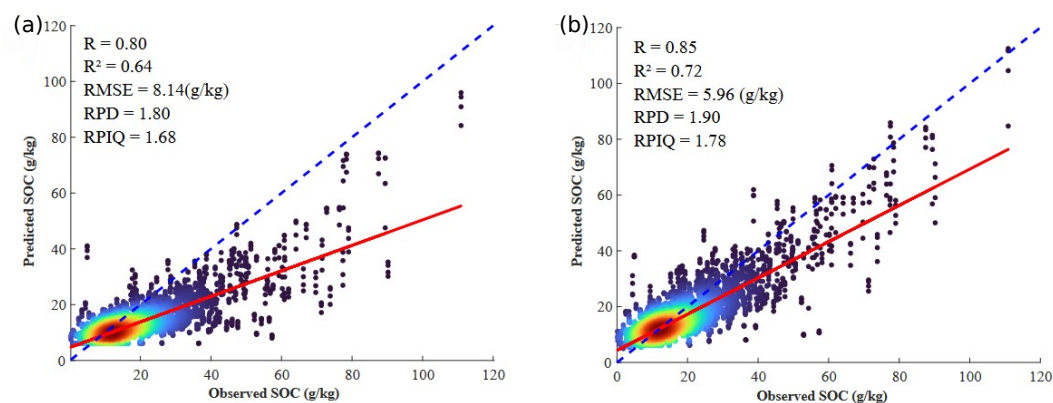 (a)
R = 0.80
R² = 0.64
RMSE = 8.14(g/kg)
RPD = 1.80
RPIQ = 1.68
Predicted SOC (g/kg)
120
100
80
60
40
20
0
20 40 60 80 100 120
Observed SOC (g/kg)
(b)
R = 0.85
R² = 0.72
RMSE = 5.96 (g/kg)
RPD = 1.90
RPIQ = 1.78
Predicted SOC (g/kg)
120
100
80
60
40
20
0
0 20 40 60 80 100 120
Observed SOC (g/kg)